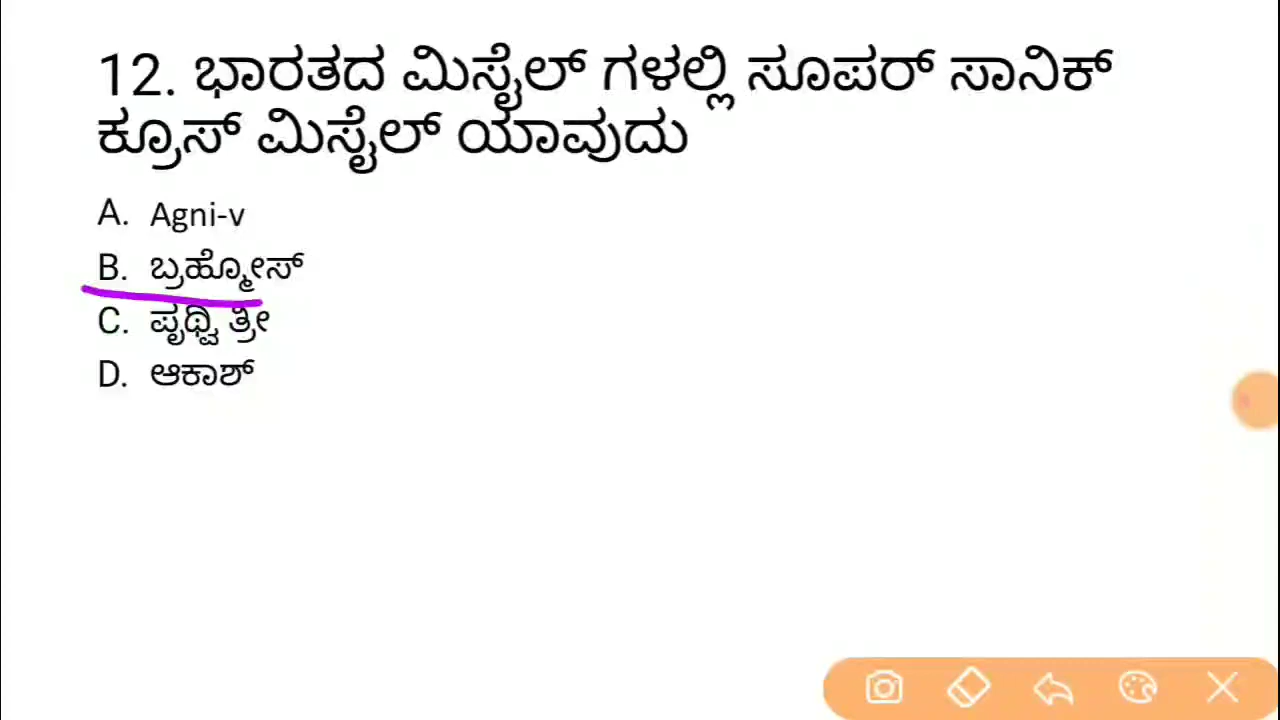 12. ಭಾರತದ ಮಿಸೈಲ್ ಗಳಲ್ಲಿ ಸೂಪರ್ ಸಾನಿಕ್
ಕ್ರೂಸ್ ಮಿಸೈಲ್ ಯಾವುದು
A. Agni-v
B. ಬ್ರಹ್ಮೋಸ್
C. ಪೃಥ್ವಿ ತ್ರೀ
D. ಆಕಾಶ್